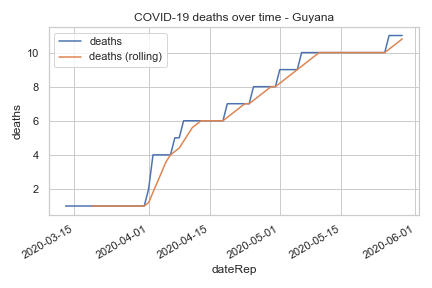 COVID-19 deaths over time - Guyana
deaths
deaths (rolling)
deaths
10
8
6
4
2
2020-03-15
2020-04-01
2020-04-15
2020-05-01
2020-05-15
2020-06-01
dateRep